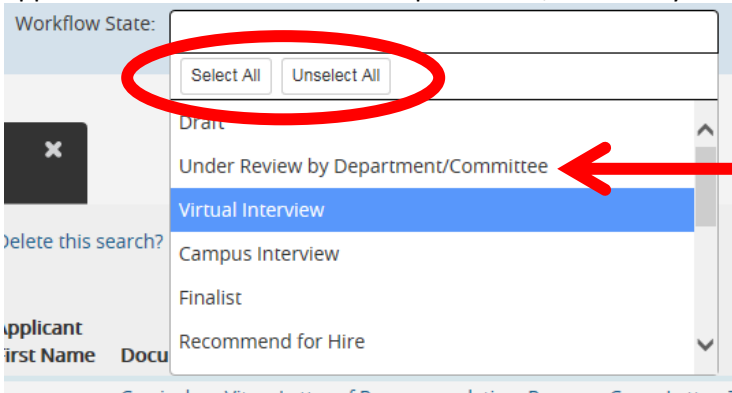 Workflow State:
Select All Unselect All
Draft
Under Review by Department/Committee
Virtual Interview
Delete this search?
Campus Interview
Finalist
Applicant
First Name Docu
Recommend for Hire